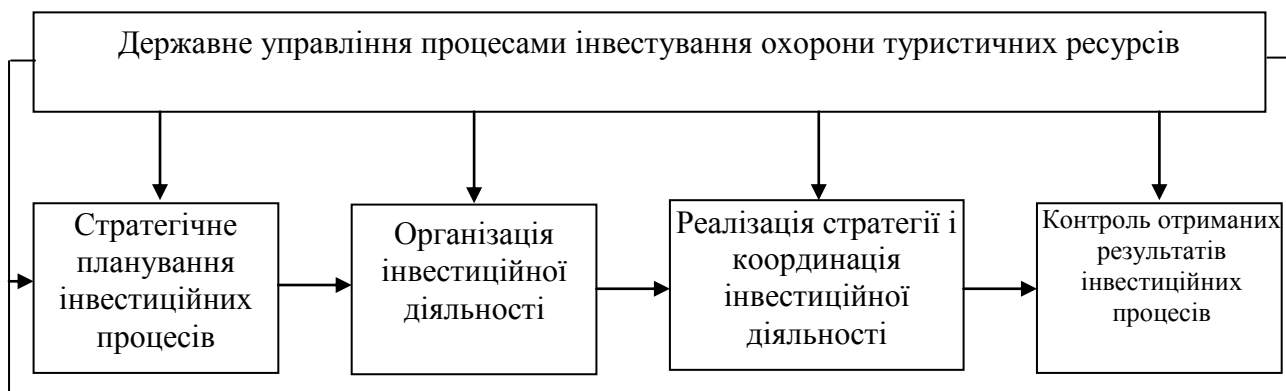 Державне управління процесами інвестування охорони туристичних ресурсів
Стратегічне
планування
інвестиційних
процесів
Організація
інвестиційної
діяльності
Реалізація стратегії і
координація
інвестиційної
діяльності
Контроль отриманих
результатів
інвестиційних
процесів